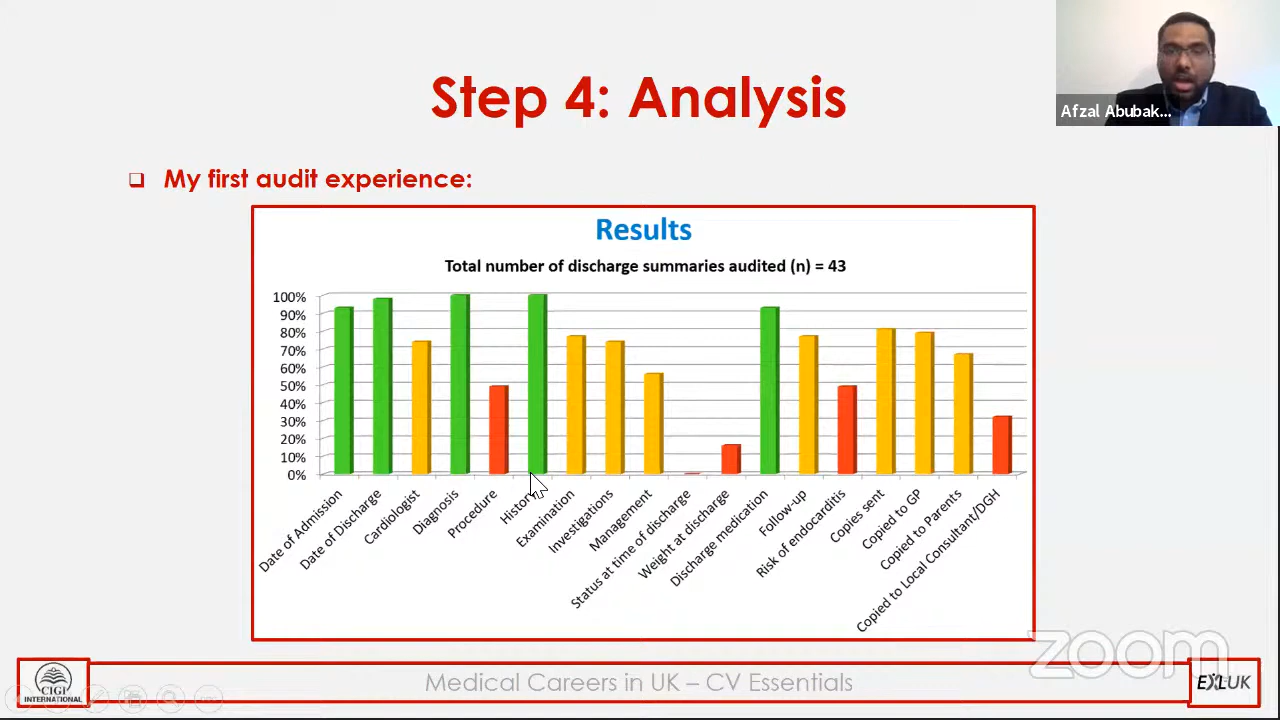 Step 4: Analysis
Afzal Abubak...
❑ My first audit experience:
Results
Total number of discharge summaries audited (n) = 43
100%
90%
80%
70%
60%
50%
40%
30%
20%
10%
0%
Date of Admission
Date of Discharge
Cardiologist
Diagnosis
Procedure
History
Examination
Investigations
Management
Status at time of discharge
Weight at discharge
Discharge medication
Follow-up
Risk of endocarditis
Copies sent
Copied to GP
Copied to Parents
Copied to Local Consultant/DGH
zoom
CIGI
INTERNATIONAL
Medical Careers in UK – CV Essentials
EXLUK